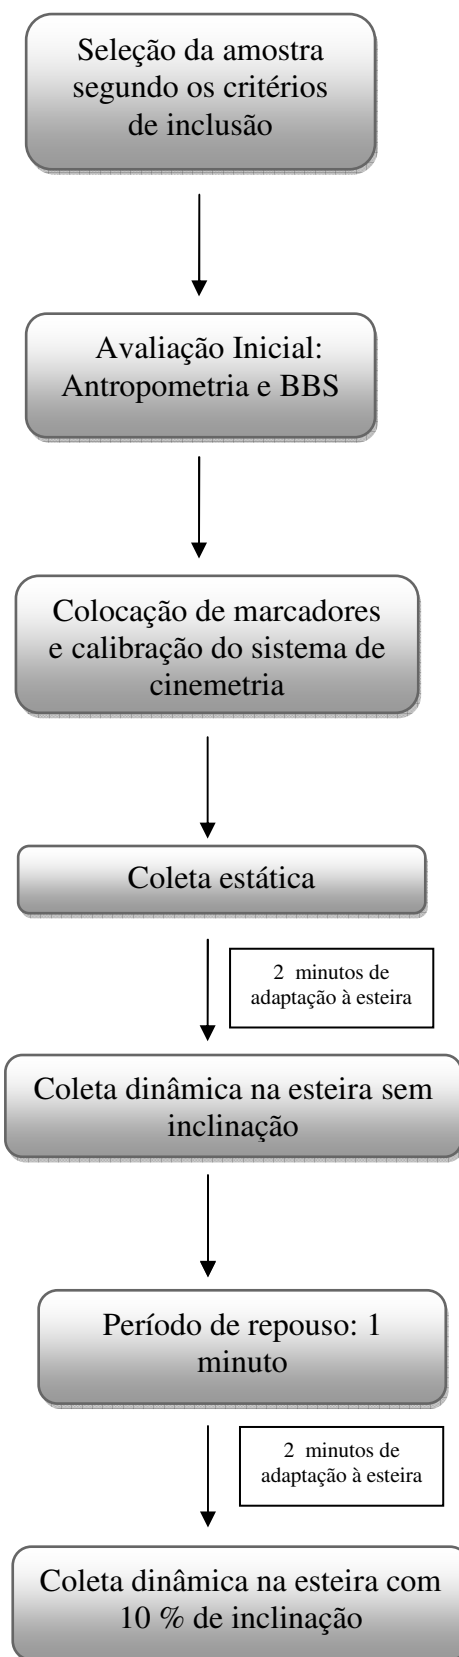 Seleção da amostra
segundo os critérios
de inclusão
Avaliação Inicial:
Antropometria e BBS
Colocação de marcadores
e calibração do sistema de
cinemetria
Coleta estática
2 minutos de
adaptação à esteira
Coleta dinâmica na esteira sem
inclinação
Período de repouso: 1
minuto
2 minutos de
adaptação à esteira
Coleta dinâmica na esteira com
10 % de inclinação